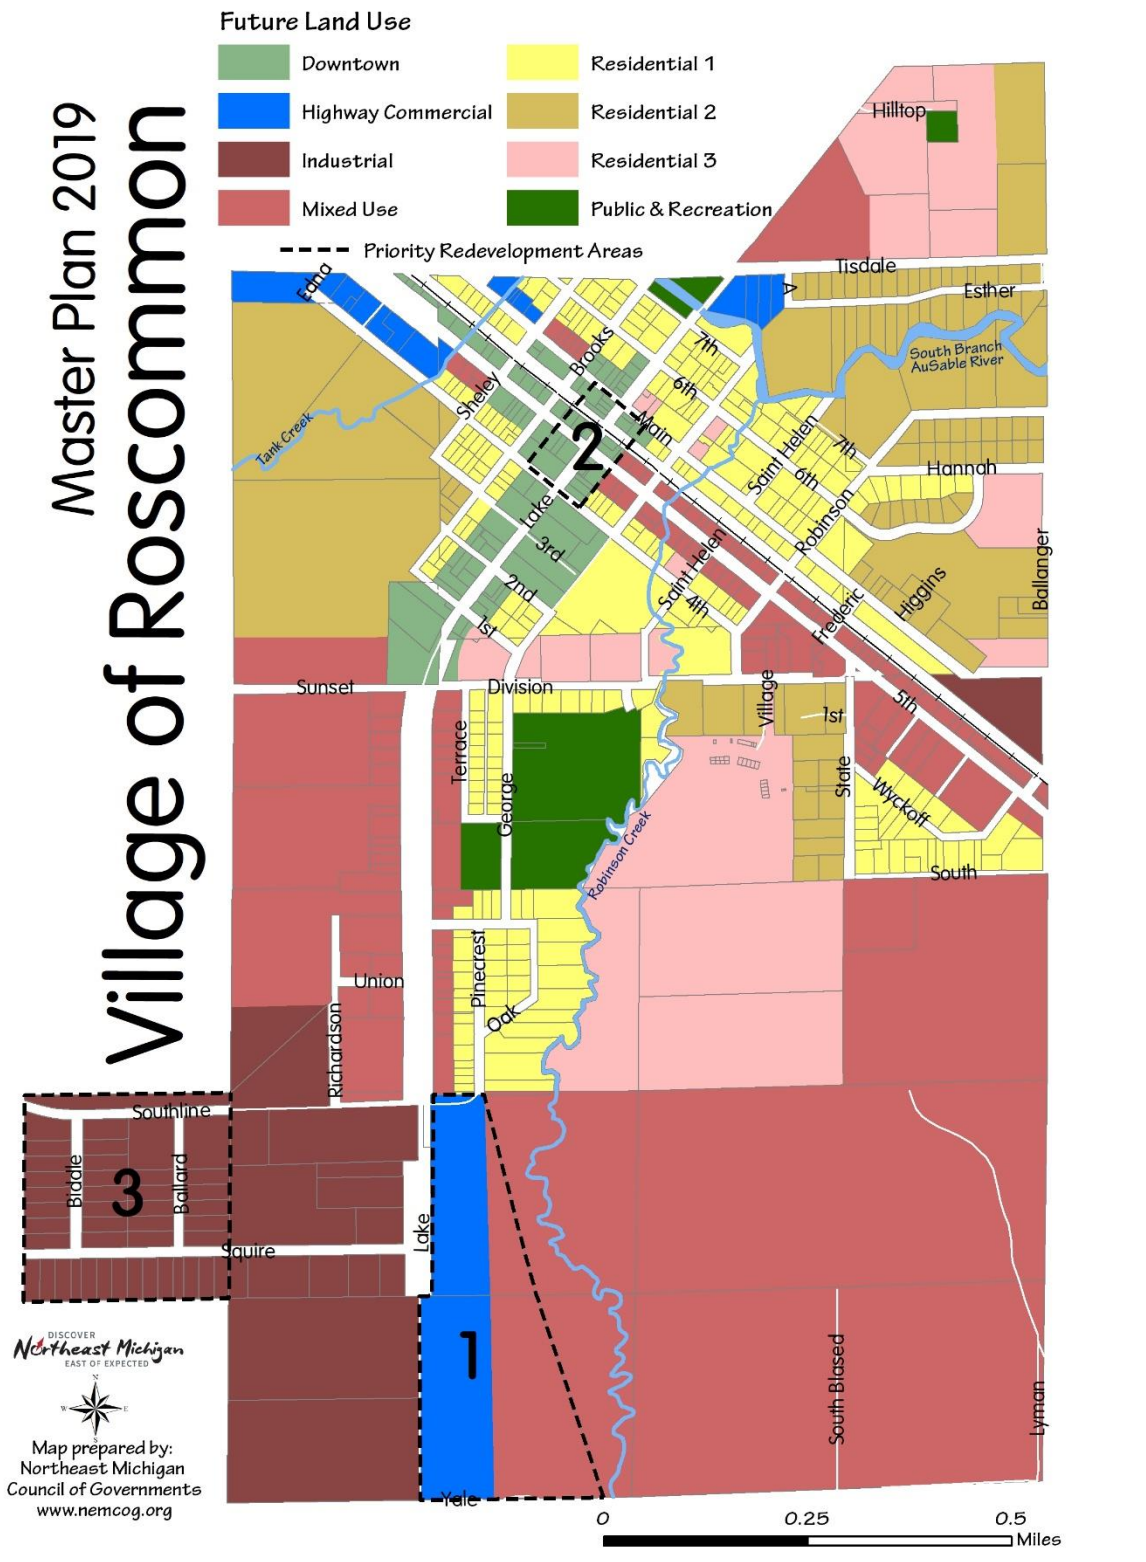 Village of Roscommon
Master Plan 2019
Future Land Use
Downtown
Highway Commercial
Industrial
Mixed Use
Residential 1
Residential 2
Residential 3
Public & Recreation
Priority Redevelopment Areas
Hilltop
Tisdale
A
Esther
Edna
Brooks
7th
South Branch
AuSable River
6th
Sheley
Main
Tank Creek
2
Saint Helen
7th
6th
Hannah
Lake
Robinson
3rd
Saint Helen
Ballanger
2nd
4th
Higgins
Frederic
1st
Sunset
Division
Village
5th
1st
Terrace
State
George
Wyckoff
Robinson Creek
South
Pinecrest
Union
Oak
Richardson
Southline
Biddle
Ballard
3
Lake
Squire
1
South Blased
Lyman
Yale
DISCOVER
Northeast Michigan
EAST OF EXPECTED
N
W
E
S
Map prepared by:
Northeast Michigan
Council of Governments
www.nemcog.org
0
0.25
0.5
Miles